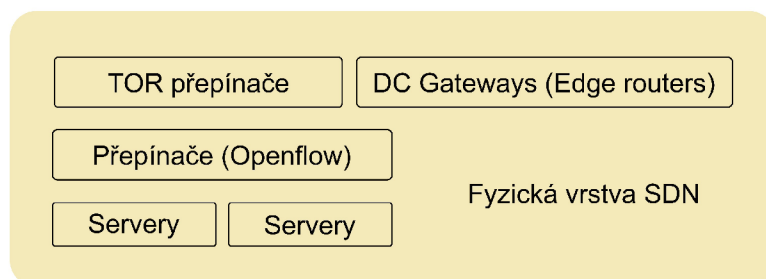 TOR přepínače
DC Gateways (Edge routers)
Přepínače (Openflow)
Fyzická vrstva SDN
Servery
Servery